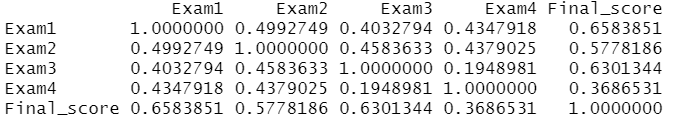 Exam1 Exam2 Exam3 Exam4 Final_score
Exam1 1.0000000 0.4992749 0.4032794 0.4347918 0.6583851
Exam2 0.4992749 1.0000000 0.4583633 0.4379025 0.5778186
Exam3 0.4032794 0.4583633 1.0000000 0.1948981 0.6301344
Exam4 0.4347918 0.4379025 0.1948981 1.0000000 0.3686531
Final_score 0.6583851 0.5778186 0.6301344 0.3686531 1.0000000